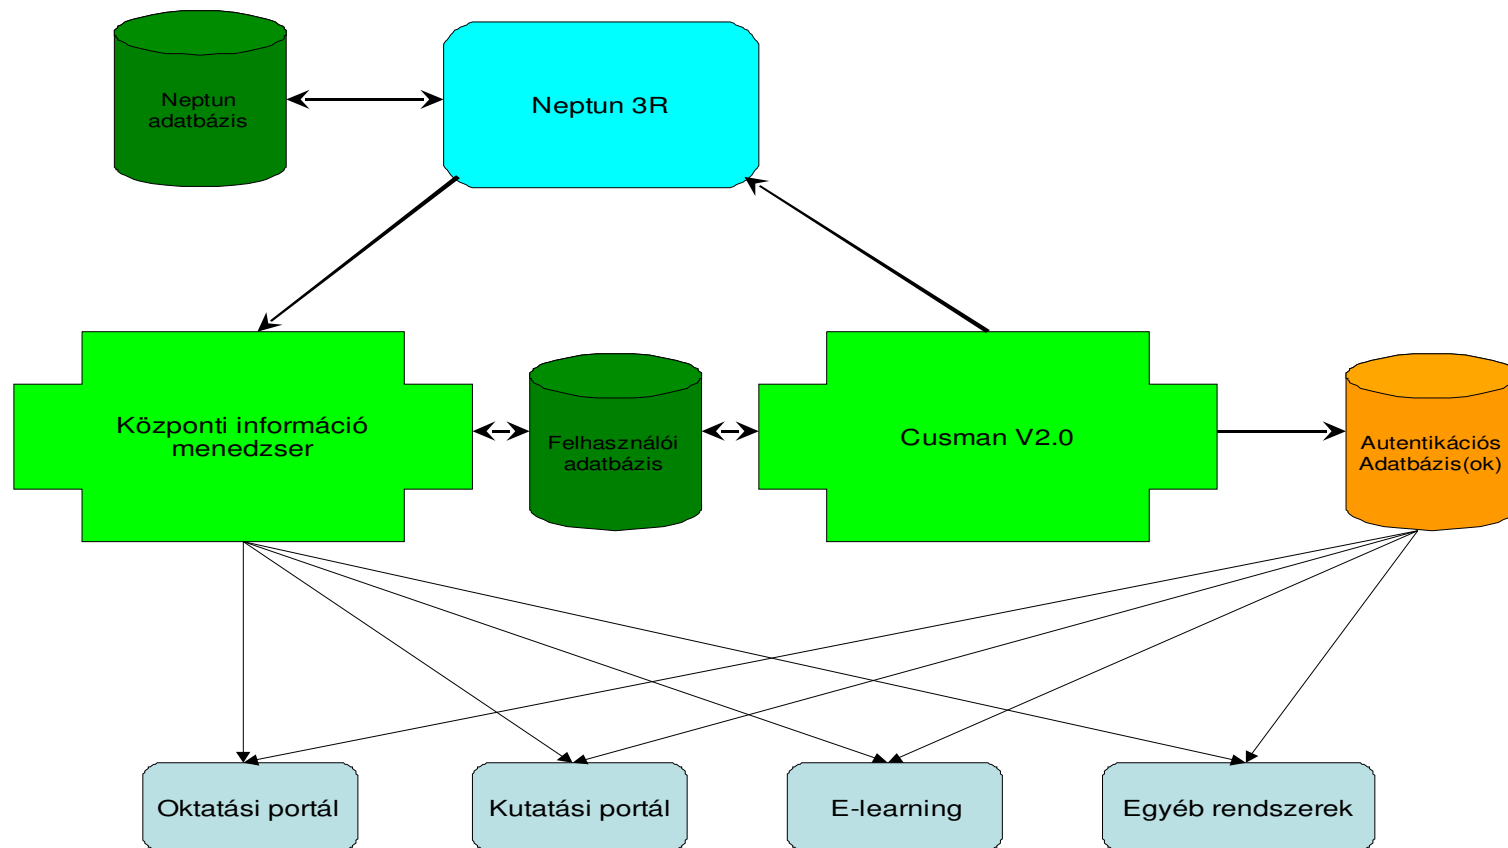 Neptun
adatbázis
Neptun 3R
Központi információ
menedzser
Felhasználói
adatbázis
Cusman V2.0
Autentikációs
Adatbázis(ok)
Oktatási portál
Kutatási portál
E-learning
Egyéb rendszerek